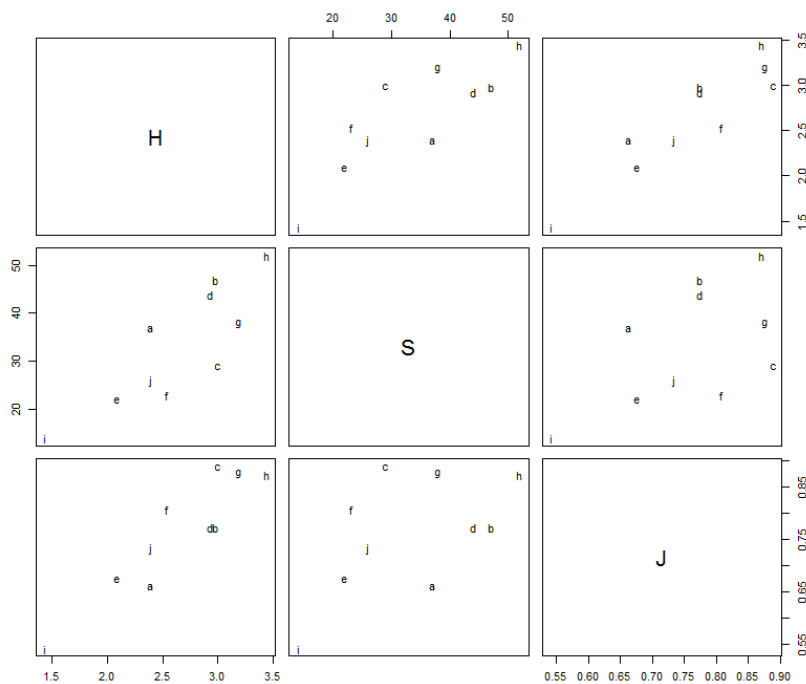 20 30 40 50
h h 3.5
g g
c d b b d c 3.0
f f 2.5
H j a a j
e e 2.0
i i 1.5
50 h h
b b
d d
40 a g a g
S
30 c c
j j
e f e f
20
i i
c g h c g h 0.85
f f
d b d b
j j 0.75
J
e a e a 0.65
i i 0.55
1.5 2.0 2.5 3.0 3.5 0.55 0.60 0.65 0.70 0.75 0.80 0.85 0.90